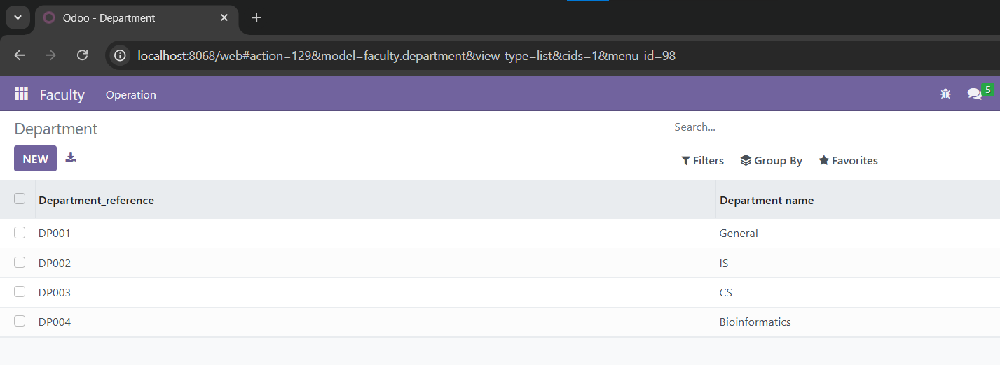 Odoo - Department
localhost:8068/web#action=129&model=faculty.department&view_type=list&cids=1&menu_id=98
Faculty Operation 5
Department Search...
NEW Filters Group By Favorites
Department_reference Department name
DP001 General
DP002 IS
DP003 CS
DP004 Bioinformatics